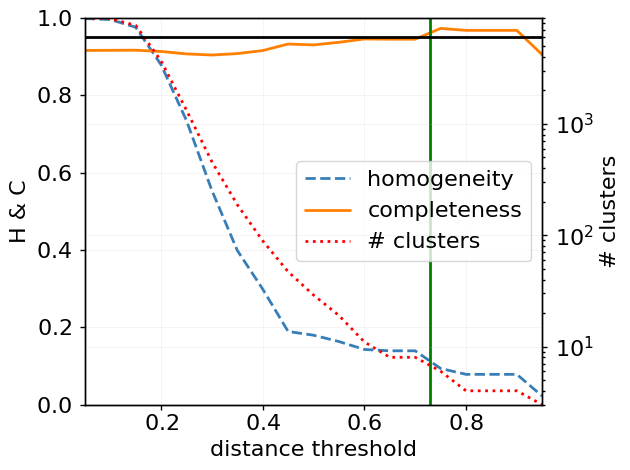 1.0
0.8
0.6
0.4
0.2
0.0
H & C
0.2
0.4
0.6
0.8
distance threshold
10³
10²
10¹
# clusters
homogeneity
completeness
# clusters